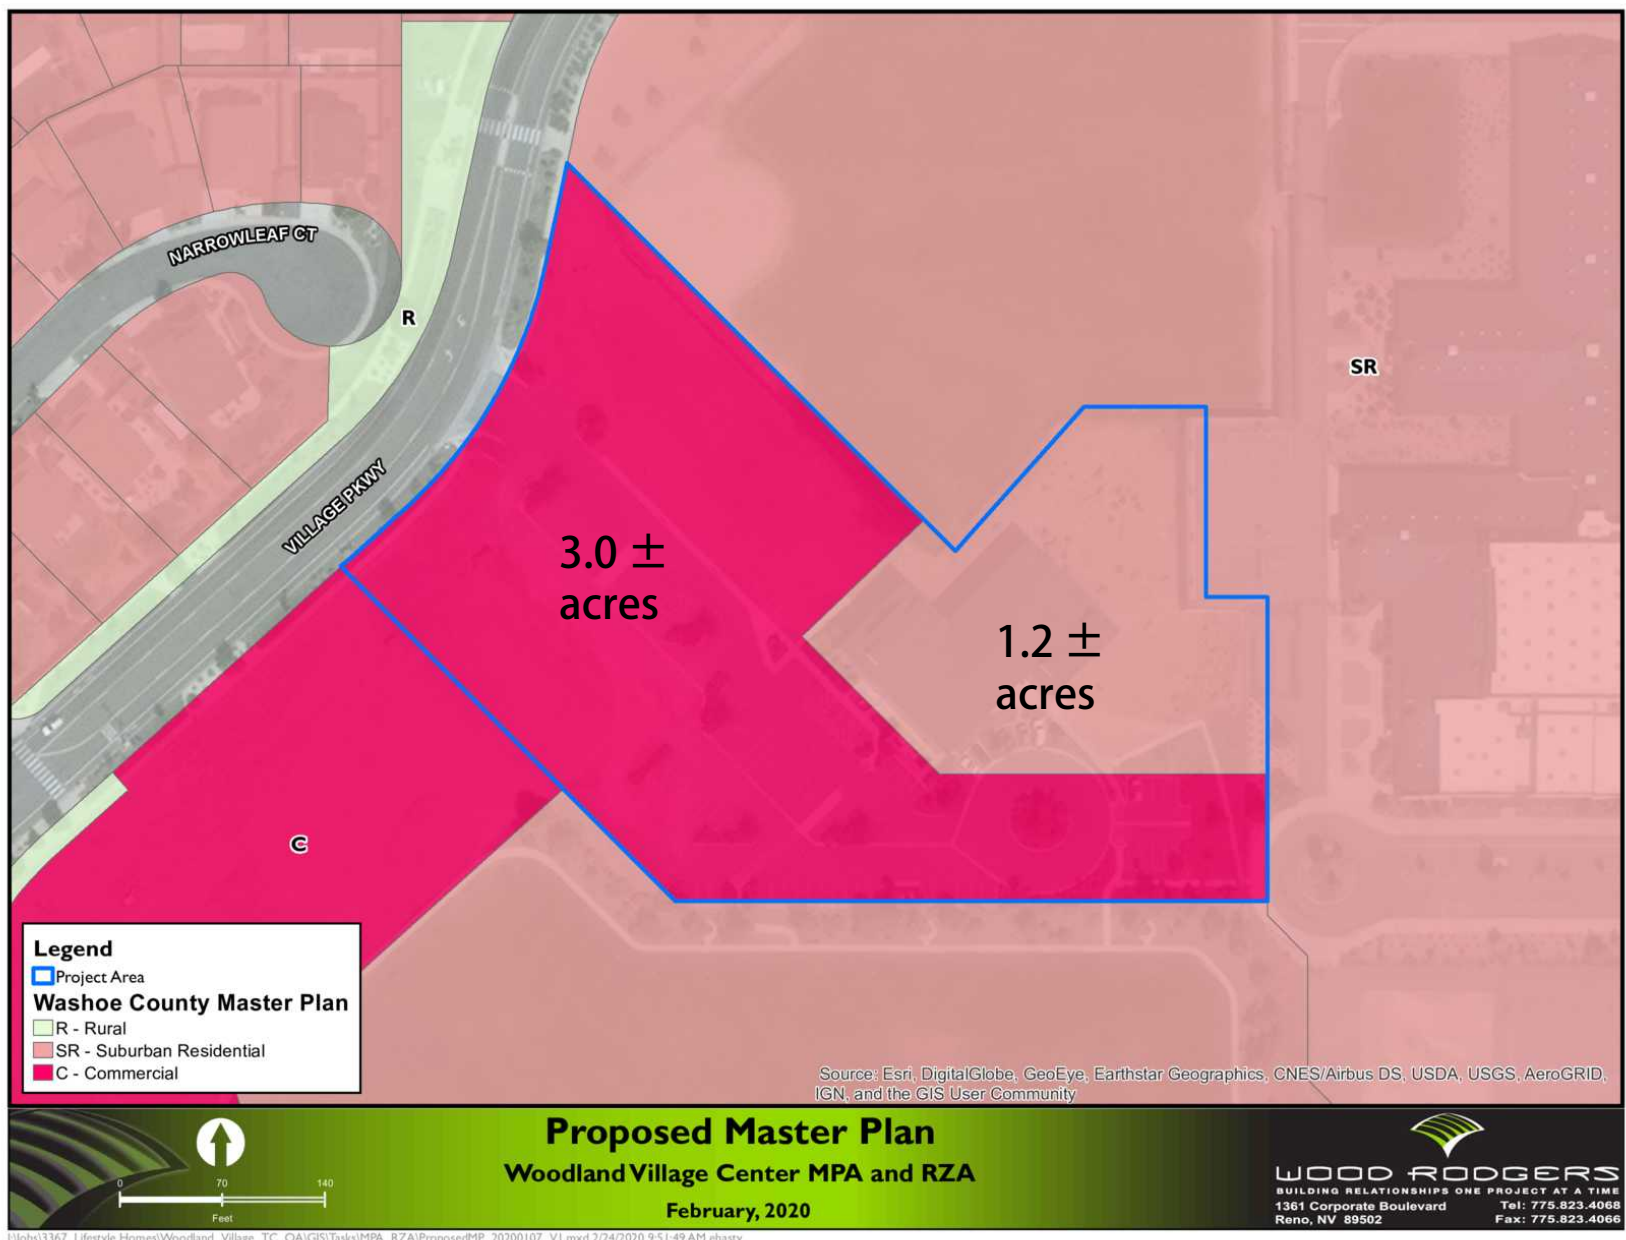 NARROWLEAF CT
R
SR
VILLAGE PKWY
3.0 ±
acres
1.2 ±
acres
C
Legend
Project Area
Washoe County Master Plan
R - Rural
SR - Suburban Residential
C - Commercial
Source: Esri, DigitalGlobe, GeoEye, Earthstar Geographics, CNES/Airbus DS, USDA, USGS, AeroGRID,
IGN, and the GIS User Community
0 70 140
Feet
Proposed Master Plan
Woodland Village Center MPA and RZA
February, 2020
WOOD RODGERS
BUILDING RELATIONSHIPS ONE PROJECT AT A TIME
1361 Corporate Boulevard Tel: 775.823.4068
Reno, NV 89502 Fax: 775.823.4066